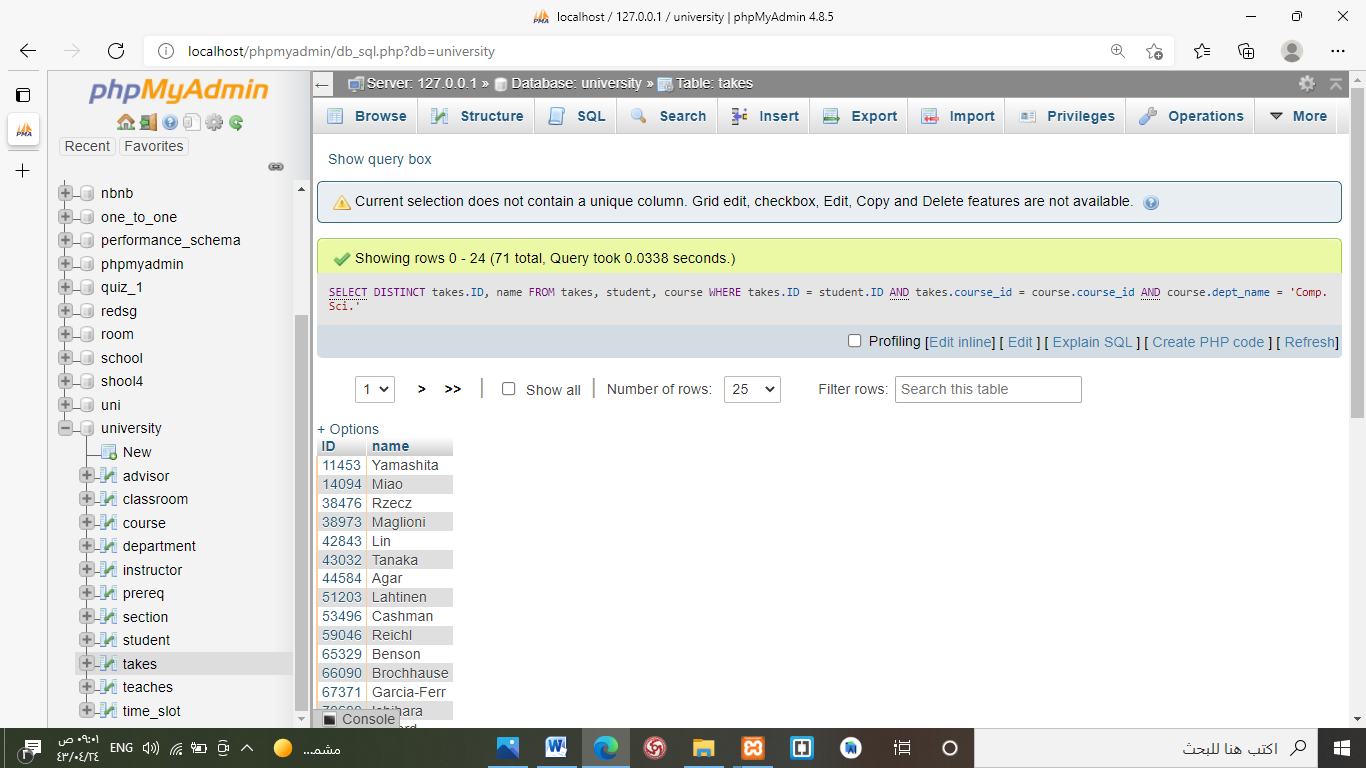 localhost / 127.0.0.1 / university | phpMyAdmin 4.8.5
localhost/phpmyadmin/db_sql.php?db=university
phpMyAdmin
Recent
Favorites
nbnb
one_to_one
performance_schema
phpmyadmin
quiz_1
redsg
room
school
shool4
uni
university
New
advisor
classroom
course
department
instructor
prereq
section
student
takes
teaches
time_slot
Server: 127.0.0.1 » Database: university » Table: takes
Browse Structure SQL Search Insert Export Import Privileges Operations More
Show query box
Current selection does not contain a unique column. Grid edit, checkbox, Edit, Copy and Delete features are not available.
Showing rows 0 - 24 (71 total, Query took 0.0338 seconds.)
SELECT DISTINCT takes.ID, name FROM takes, student, course WHERE takes.ID = student.ID AND takes.course_id = course.course_id AND course.dept_name = 'Comp.
Sci.'
Profiling [Edit inline] [ Edit ] [ Explain SQL ] [ Create PHP code ] [ Refresh]
1 > >> | Show all | Number of rows: 25 Filter rows: Search this table
+ Options
ID name
11453 Yamashita
14094 Miao
38476 Rzecz
38973 Maglioni
42843 Lin
43032 Tanaka
44584 Agar
51203 Lahtinen
53496 Cashman
59046 Reichl
65329 Benson
66090 Brochhause
67371 Garcia-Ferr
Console
٠٩:٠١ ص
٤٣/٠٤/٢٤
ENG
مشمـ...
اكتب هنا للبحث